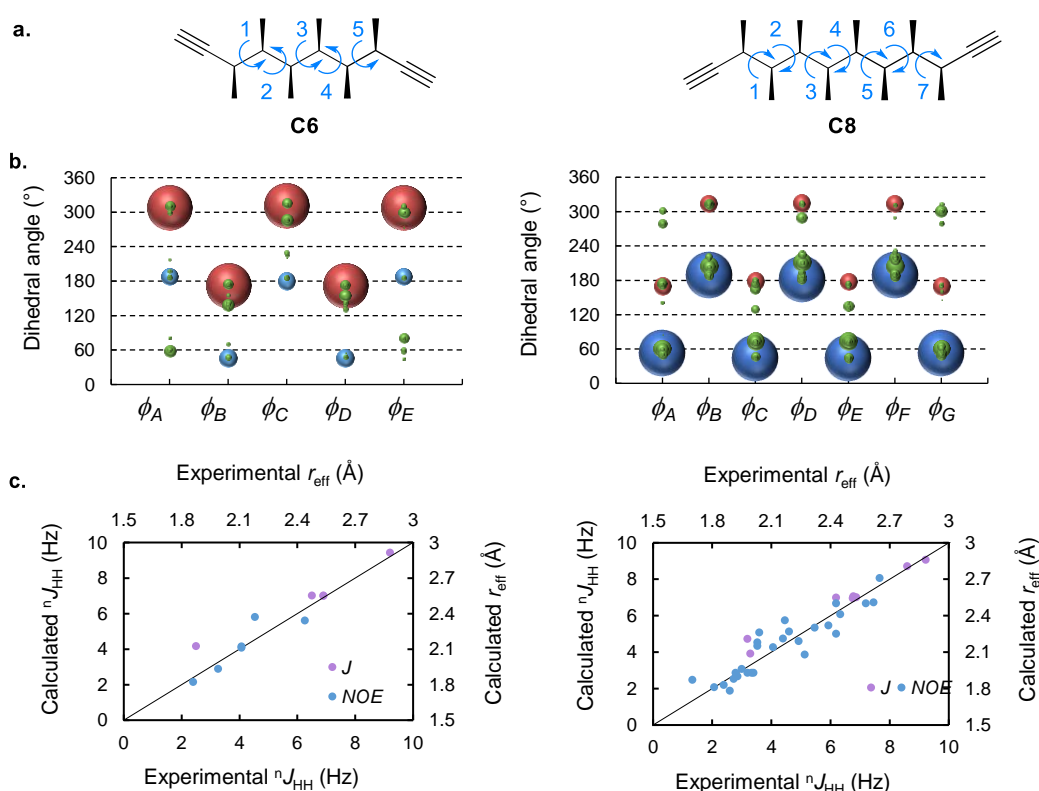 a.
1 3 5
2 4
C6
2 4 6
1 3 5 7
C8
b.
Dihedral angle (°)
360
300
240
180
120
60
0
ϕA ϕB ϕC ϕD ϕE
Dihedral angle (°)
360
300
240
180
120
60
0
ϕA ϕB ϕC ϕD ϕE ϕF ϕG
c.
Experimental reff (Å)
1.5 1.8 2.1 2.4 2.7 3
Calculated nJHH (Hz)
10
8
6
4
2
0
Calculated reff (Å)
3
2.7
2.4
2.1
1.8
1.5
J
NOE
0 2 4 6 8 10
Experimental nJHH (Hz)
Experimental reff (Å)
1.5 1.8 2.1 2.4 2.7 3
Calculated nJHH (Hz)
10
8
6
4
2
0
Calculated reff (Å)
3
2.7
2.4
2.1
1.8
1.5
J NOE
0 2 4 6 8 10
Experimental nJHH (Hz)